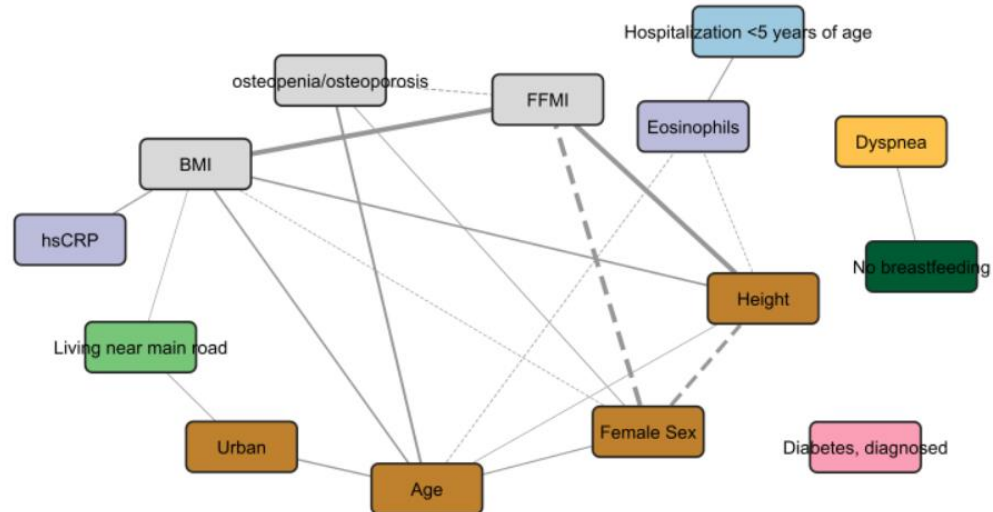 Hospitalization <5 years of age
osteopenia/osteoporosis
FFMI
Eosinophils
Dyspnea
BMI
hsCRP
No breastfeeding
Height
Living near main road
Female Sex
Urban
Diabetes, diagnosed
Age